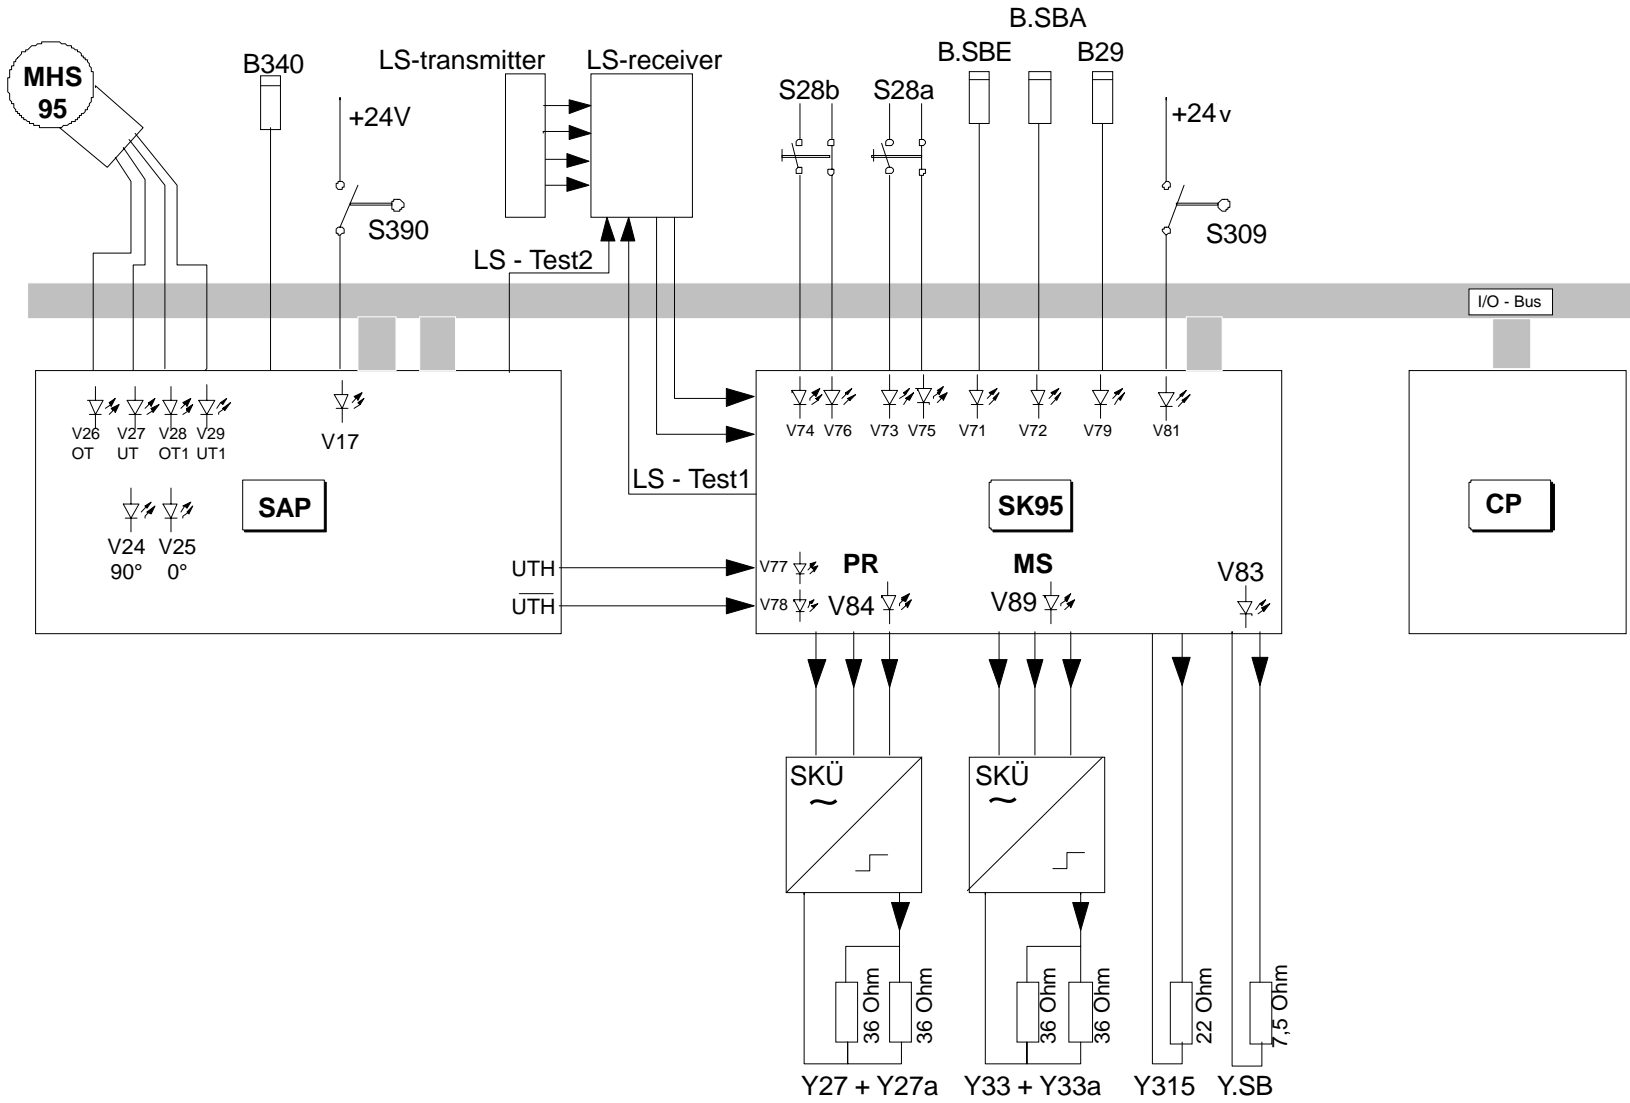 B.SBA
MHS
95
B340
LS-transmitter
LS-receiver
B.SBE
B29
S28b
S28a
+24V
+24v
S390
S309
LS - Test2
I/O - Bus
V26
OT
V27
UT
V28
OT1
V29
UT1
V17
V74
V76
V73
V75
V71
V72
V79
V81
LS - Test1
SAP
SK95
CP
V24
90°
V25
0°
UTH
U̅T̅H̅
V77
V78
PR
V84
MS
V89
V83
SKÜ
~
SKÜ
~
36 Ohm
36 Ohm
36 Ohm
36 Ohm
22 Ohm
7,5 Ohm
Y27 + Y27a
Y33 + Y33a
Y315
Y.SB